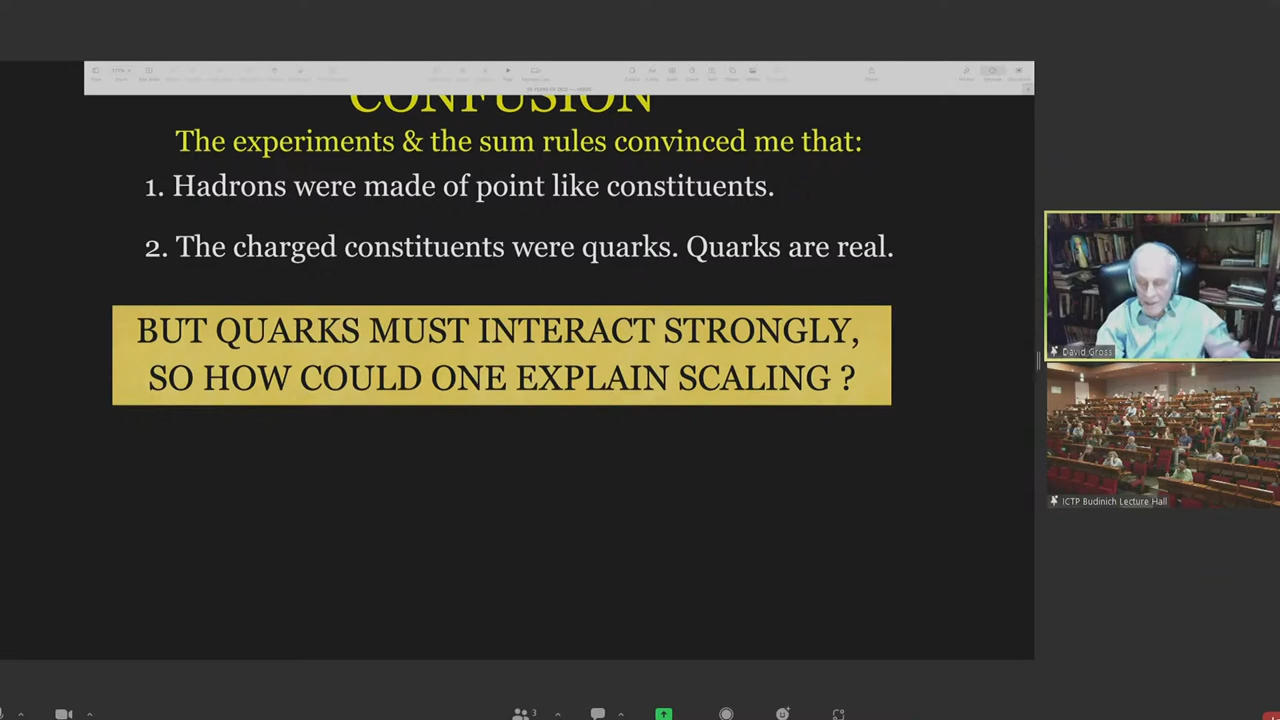 CONFUSION
The experiments & the sum rules convinced me that:
1. Hadrons were made of point like constituents.
2. The charged constituents were quarks. Quarks are real.
BUT QUARKS MUST INTERACT STRONGLY,
SO HOW COULD ONE EXPLAIN SCALING ?
David Gross
ICTP Budinich Lecture Hall
3